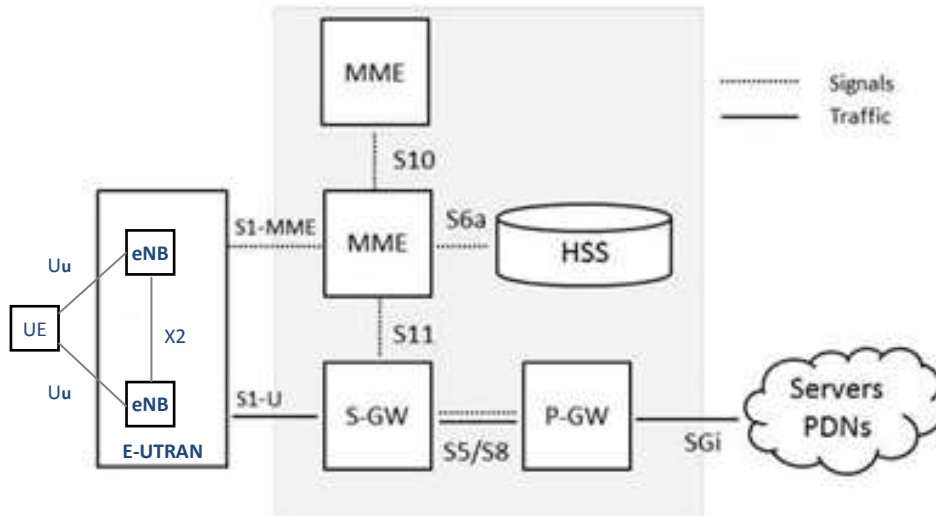 MME
Signals
Traffic
S10
S1-MME
MME
S6a
HSS
eNB
Uu
UE
X2
S11
Uu
eNB
E-UTRAN
S1-U
S-GW
S5/S8
P-GW
SGi
Servers
PDNs